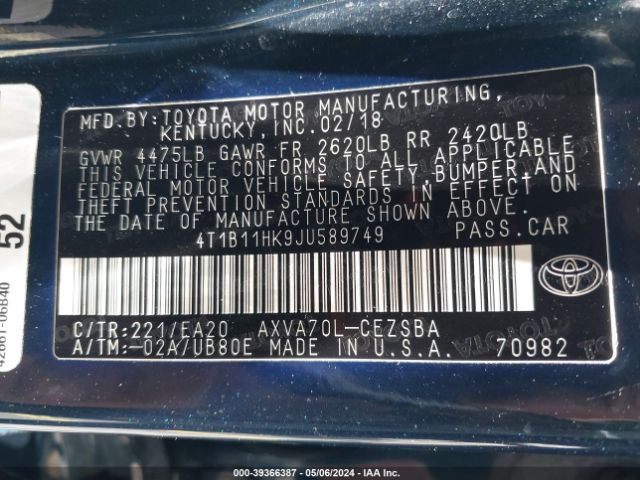 MFD.BY:TOYOTA MOTOR MANUFACTURING,
KENTUCKY,INC.02/18
GVWR 4475LB GAWR FR 2620LB RR 2420LB
THIS VEHICLE CONFORMS TO ALL APPLICABLE
FEDERAL MOTOR VEHICLE SAFETY,BUMPER,AND
THEFT PREVENTION STANDARDS IN EFFECT ON
THE DATE OF MANUFACTURE SHOWN ABOVE.
4T1B11HK9JU589749 PASS.CAR
C/TR:221/EA20 AXVA70L-CEZSBA
A/TM:-02A/UB80E MADE IN U.S.A. 70982
52
42661-06840
000-39366387 - 05/06/2024 - IAA Inc.